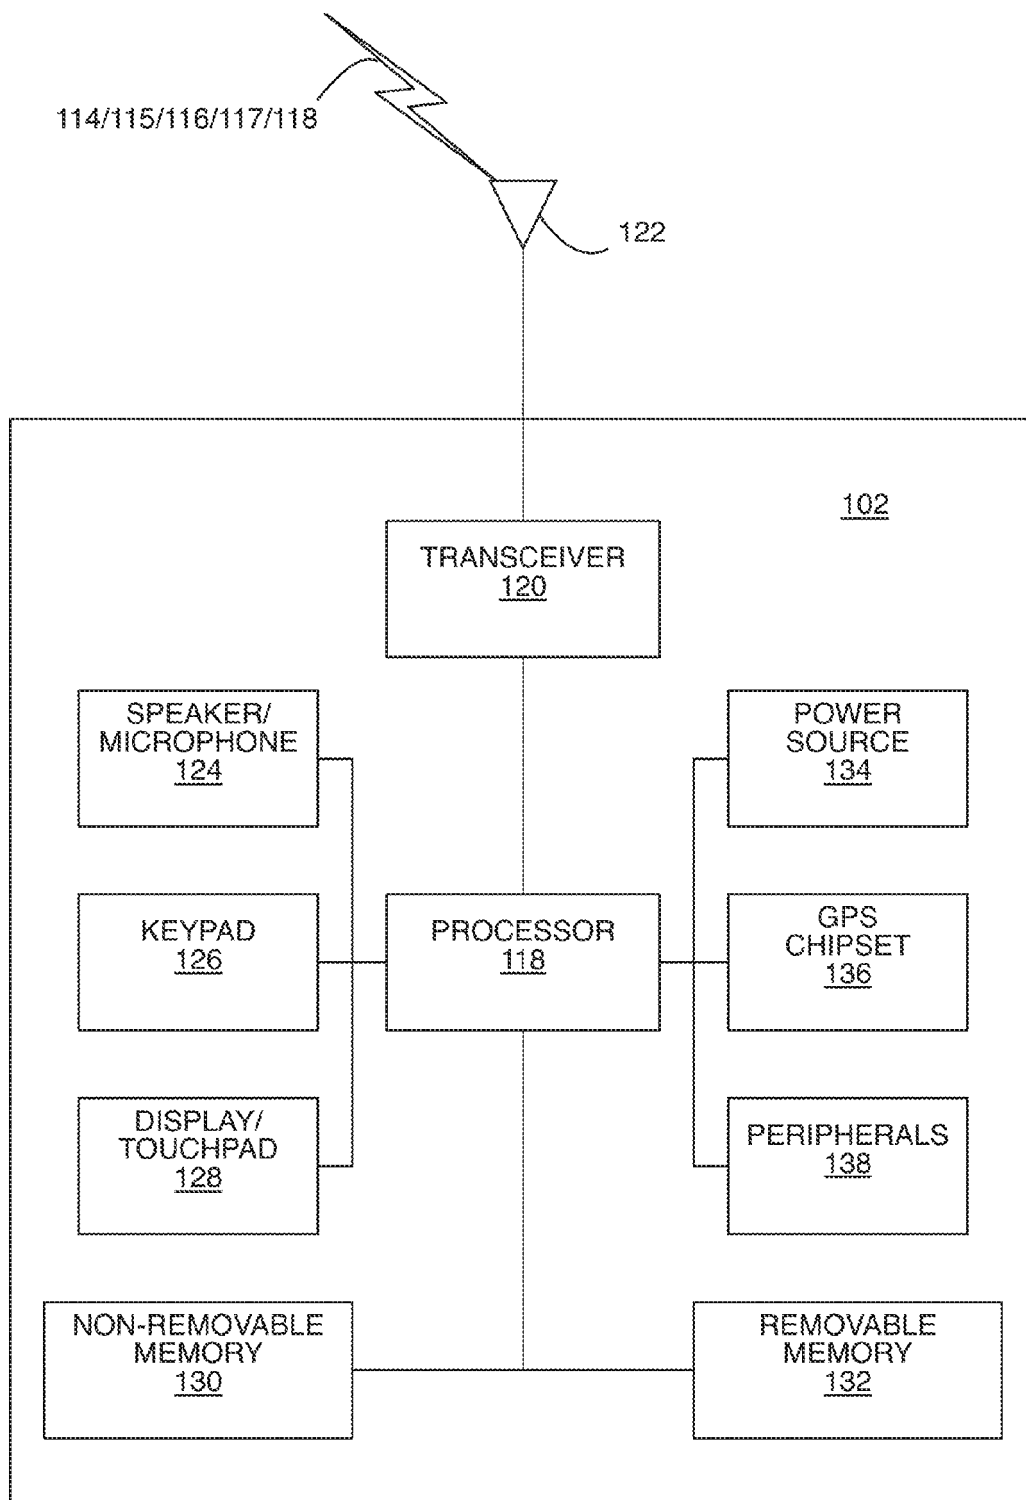 114/115/116/117/118
122
102
TRANSCEIVER
120
SPEAKER/
MICROPHONE
124
POWER
SOURCE
134
KEYPAD
126
PROCESSOR
118
GPS
CHIPSET
136
DISPLAY/
TOUCHPAD
128
PERIPHERALS
138
NON-REMOVABLE
MEMORY
130
REMOVABLE
MEMORY
132